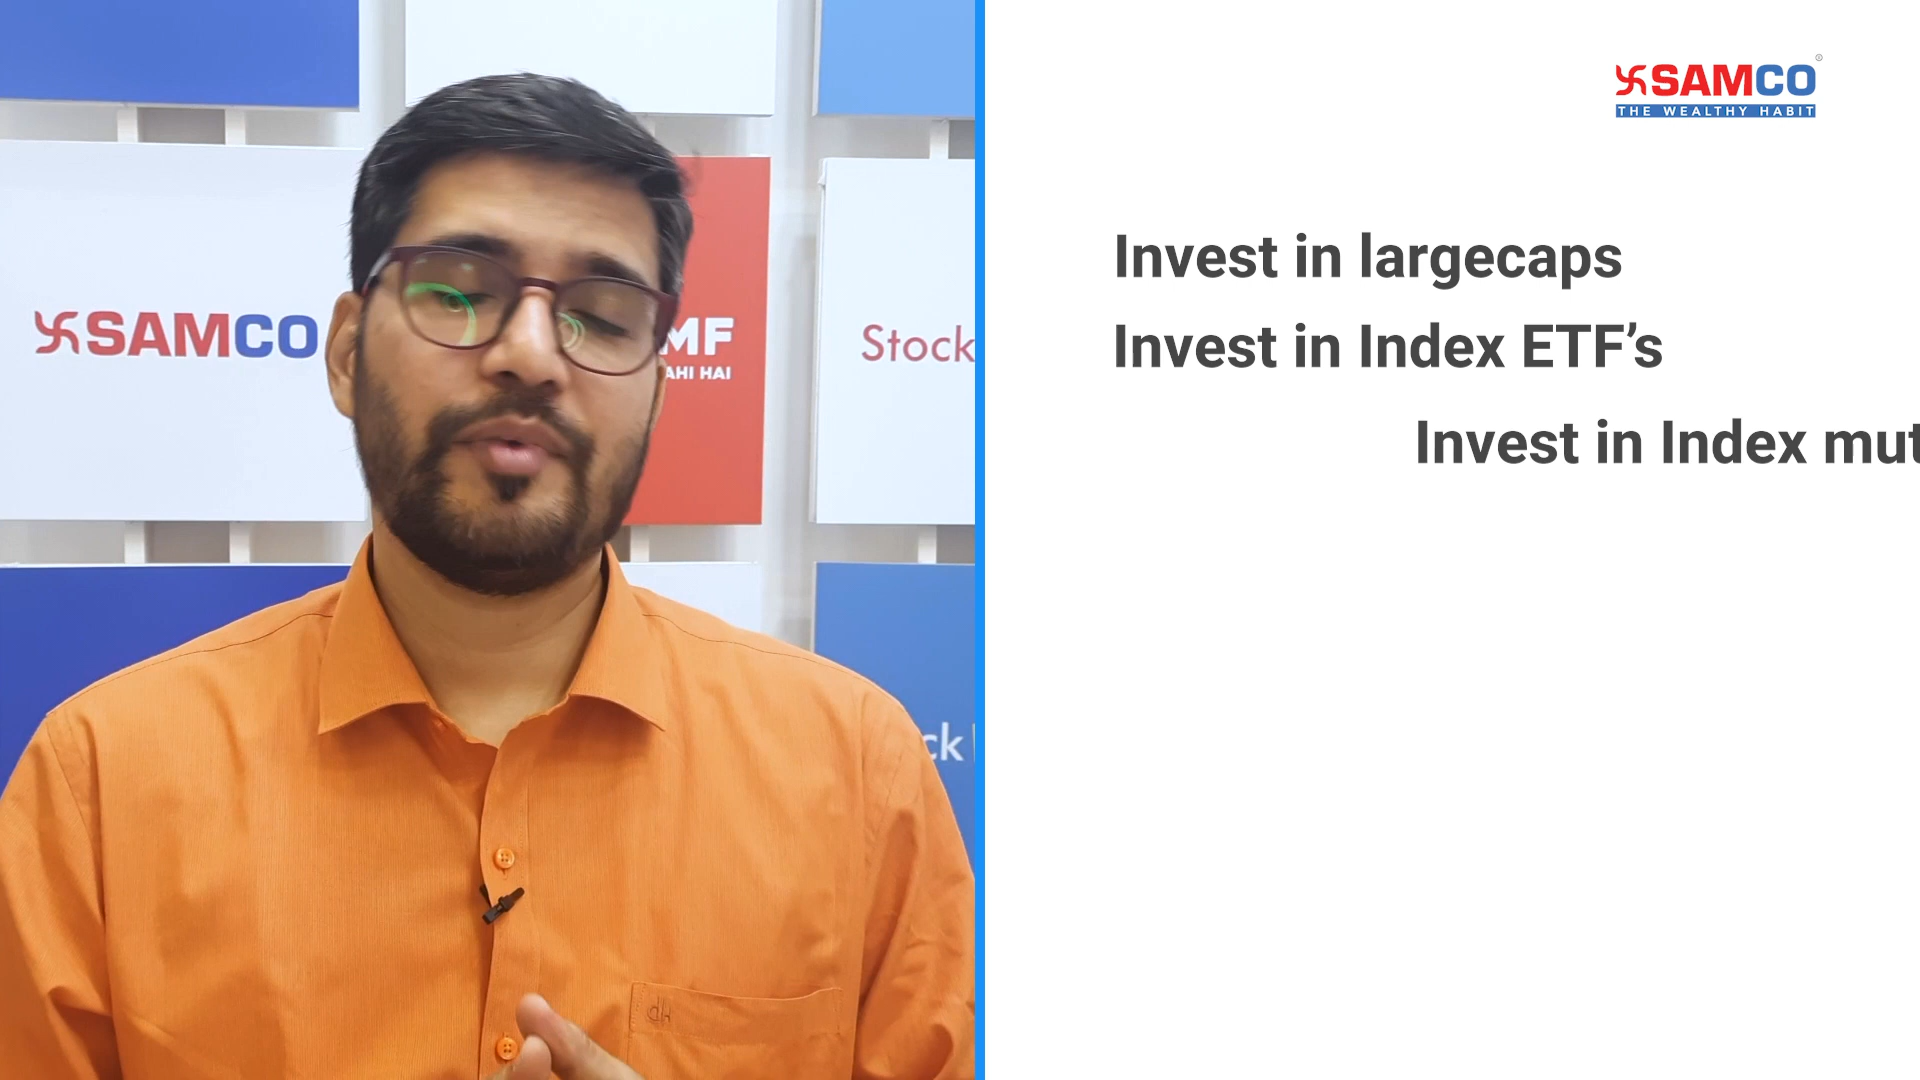 SAMCO
MF
AHI HAI
Stock
ck
SAMCO®
THE WEALTHY HABIT
Invest in largecaps
Invest in Index ETF’s
Invest in Index